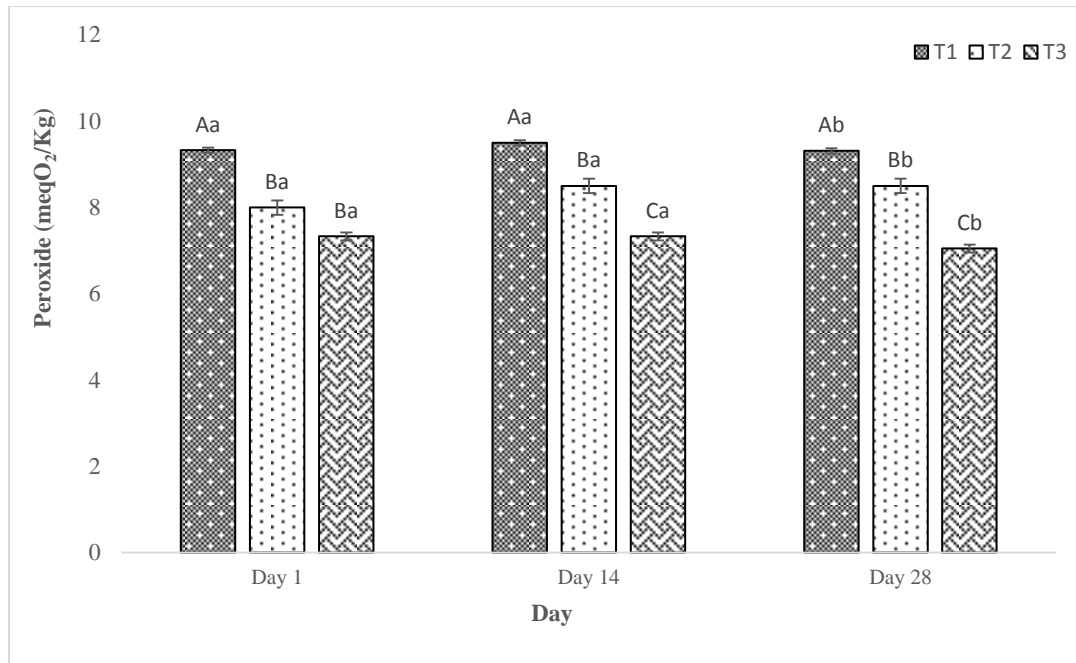 12
T1 T2 T3
10
8
6
4
2
0
Peroxide (meqO₂/Kg)
Aa
Ba
Ba
Aa
Ba
Ca
Ab
Bb
Cb
Day 1
Day 14
Day 28
Day